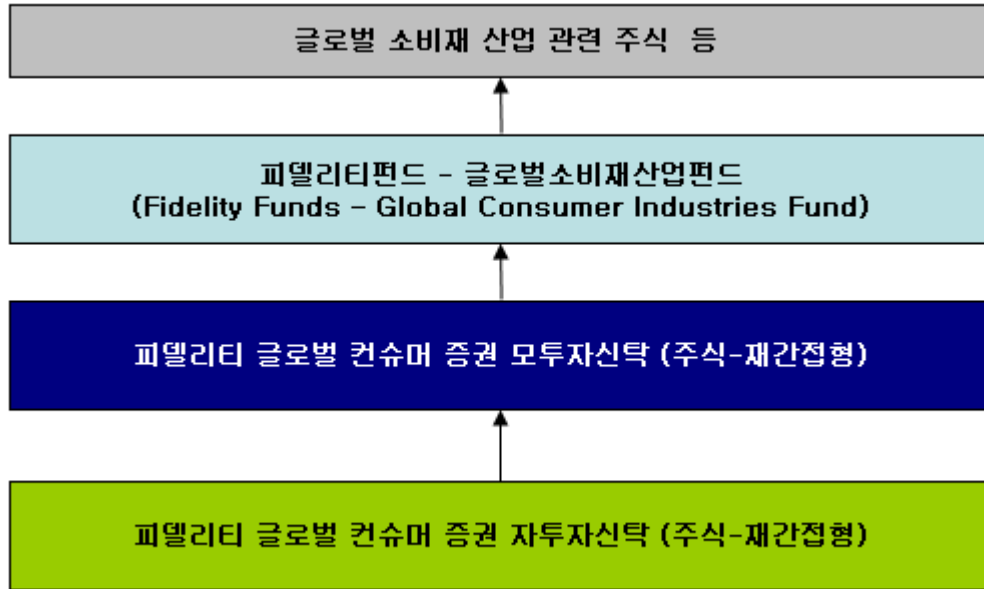 글로벌 소비재 산업 관련 주식 등
피델리티펀드 - 글로벌소비재산업펀드
(Fidelity Funds – Global Consumer Industries Fund)
피델리티 글로벌 컨슈머 증권 모투자신탁 (주식-재간접형)
피델리티 글로벌 컨슈머 증권 자투자신탁 (주식-재간접형)